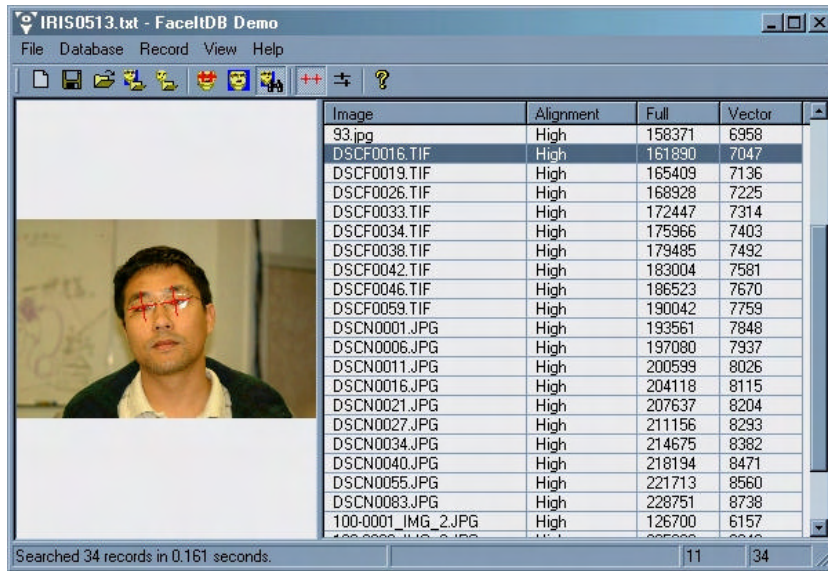 IRIS0513.txt - FaceItDB Demo
File Database Record View Help
Image Alignment Full Vector
93.jpg High 158371 6958
DSCF0016.TIF High 161890 7047
DSCF0019.TIF High 165409 7136
DSCF0026.TIF High 168928 7225
DSCF0033.TIF High 172447 7314
DSCF0034.TIF High 175966 7403
DSCF0038.TIF High 179485 7492
DSCF0042.TIF High 183004 7581
DSCF0046.TIF High 186523 7670
DSCF0059.TIF High 190042 7759
DSCN0001.JPG High 193561 7848
DSCN0006.JPG High 197080 7937
DSCN0011.JPG High 200599 8026
DSCN0016.JPG High 204118 8115
DSCN0021.JPG High 207637 8204
DSCN0027.JPG High 211156 8293
DSCN0034.JPG High 214675 8382
DSCN0040.JPG High 218194 8471
DSCN0055.JPG High 221713 8560
DSCN0083.JPG High 228751 8738
100-0001_IMG_2.JPG High 126700 6157
Searched 34 records in 0.161 seconds. 11 34